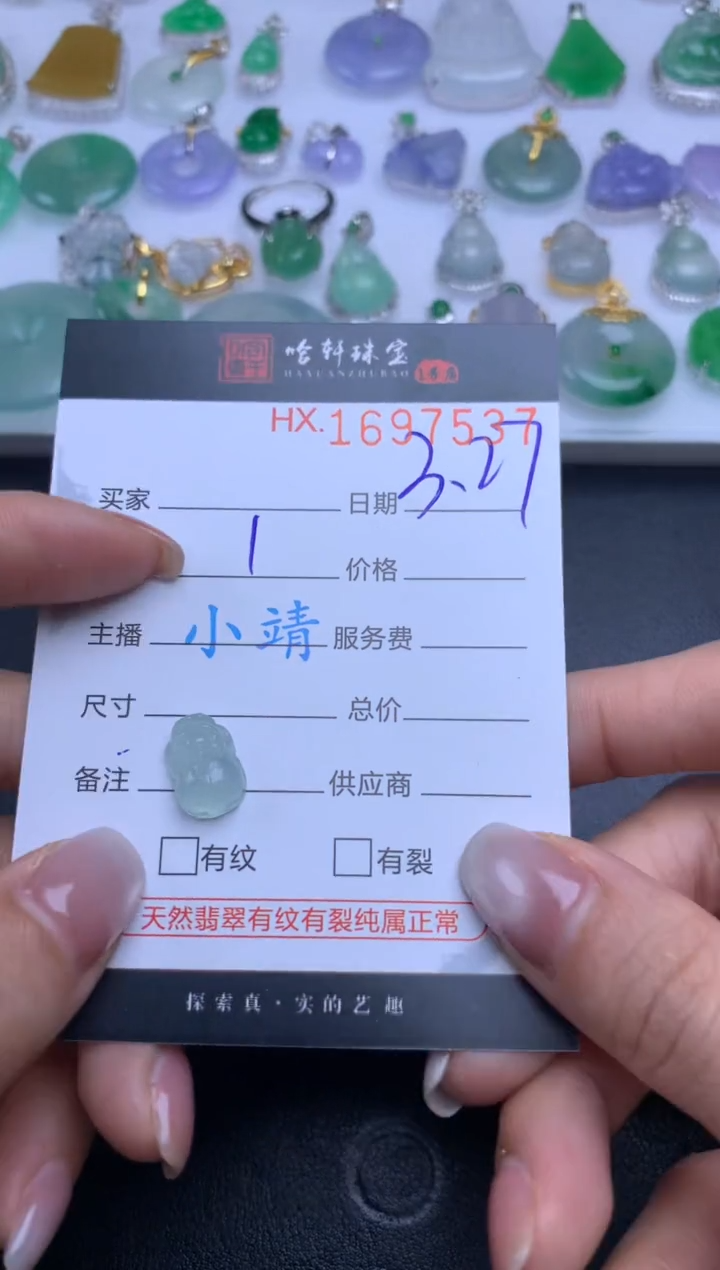 哈轩珠宝
HAXUANZHUBAO
HX.1697537
买家 日期 3.27
1 价格
主播 小靖 服务费
尺寸 总价
备注 供应商
有纹 有裂
天然翡翠有纹有裂纯属正常
探索真·实的艺趣